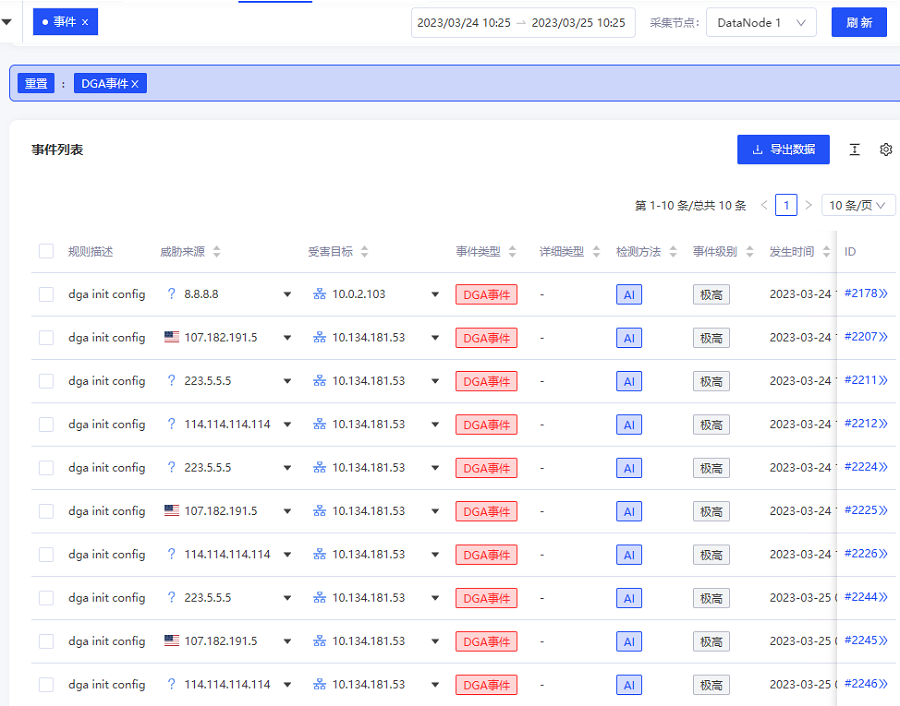 事件 ×
2023/03/24 10:25 → 2023/03/25 10:25 采集节点: DataNode 1 刷新
重置 : DGA事件 ×
事件列表 导出数据
第 1-10 条/总共 10 条 < 1 > 10 条/页
规则描述 威胁来源 受害目标 事件类型 详细类型 检测方法 事件级别 发生时间 ID
dga init config ? 8.8.8.8 10.0.2.103 DGA事件 - AI 极高 2023-03-24 #2178
dga init config 107.182.191.5 10.134.181.53 DGA事件 - AI 极高 2023-03-24 #2207
dga init config ? 223.5.5.5 10.134.181.53 DGA事件 - AI 极高 2023-03-24 #2211
dga init config ? 114.114.114.114 10.134.181.53 DGA事件 - AI 极高 2023-03-24 #2212
dga init config ? 223.5.5.5 10.134.181.53 DGA事件 - AI 极高 2023-03-24 #2224
dga init config 107.182.191.5 10.134.181.53 DGA事件 - AI 极高 2023-03-24 #2225
dga init config ? 114.114.114.114 10.134.181.53 DGA事件 - AI 极高 2023-03-24 #2226
dga init config ? 223.5.5.5 10.134.181.53 DGA事件 - AI 极高 2023-03-25 #2244
dga init config 107.182.191.5 10.134.181.53 DGA事件 - AI 极高 2023-03-25 #2245
dga init config ? 114.114.114.114 10.134.181.53 DGA事件 - AI 极高 2023-03-25 #2246